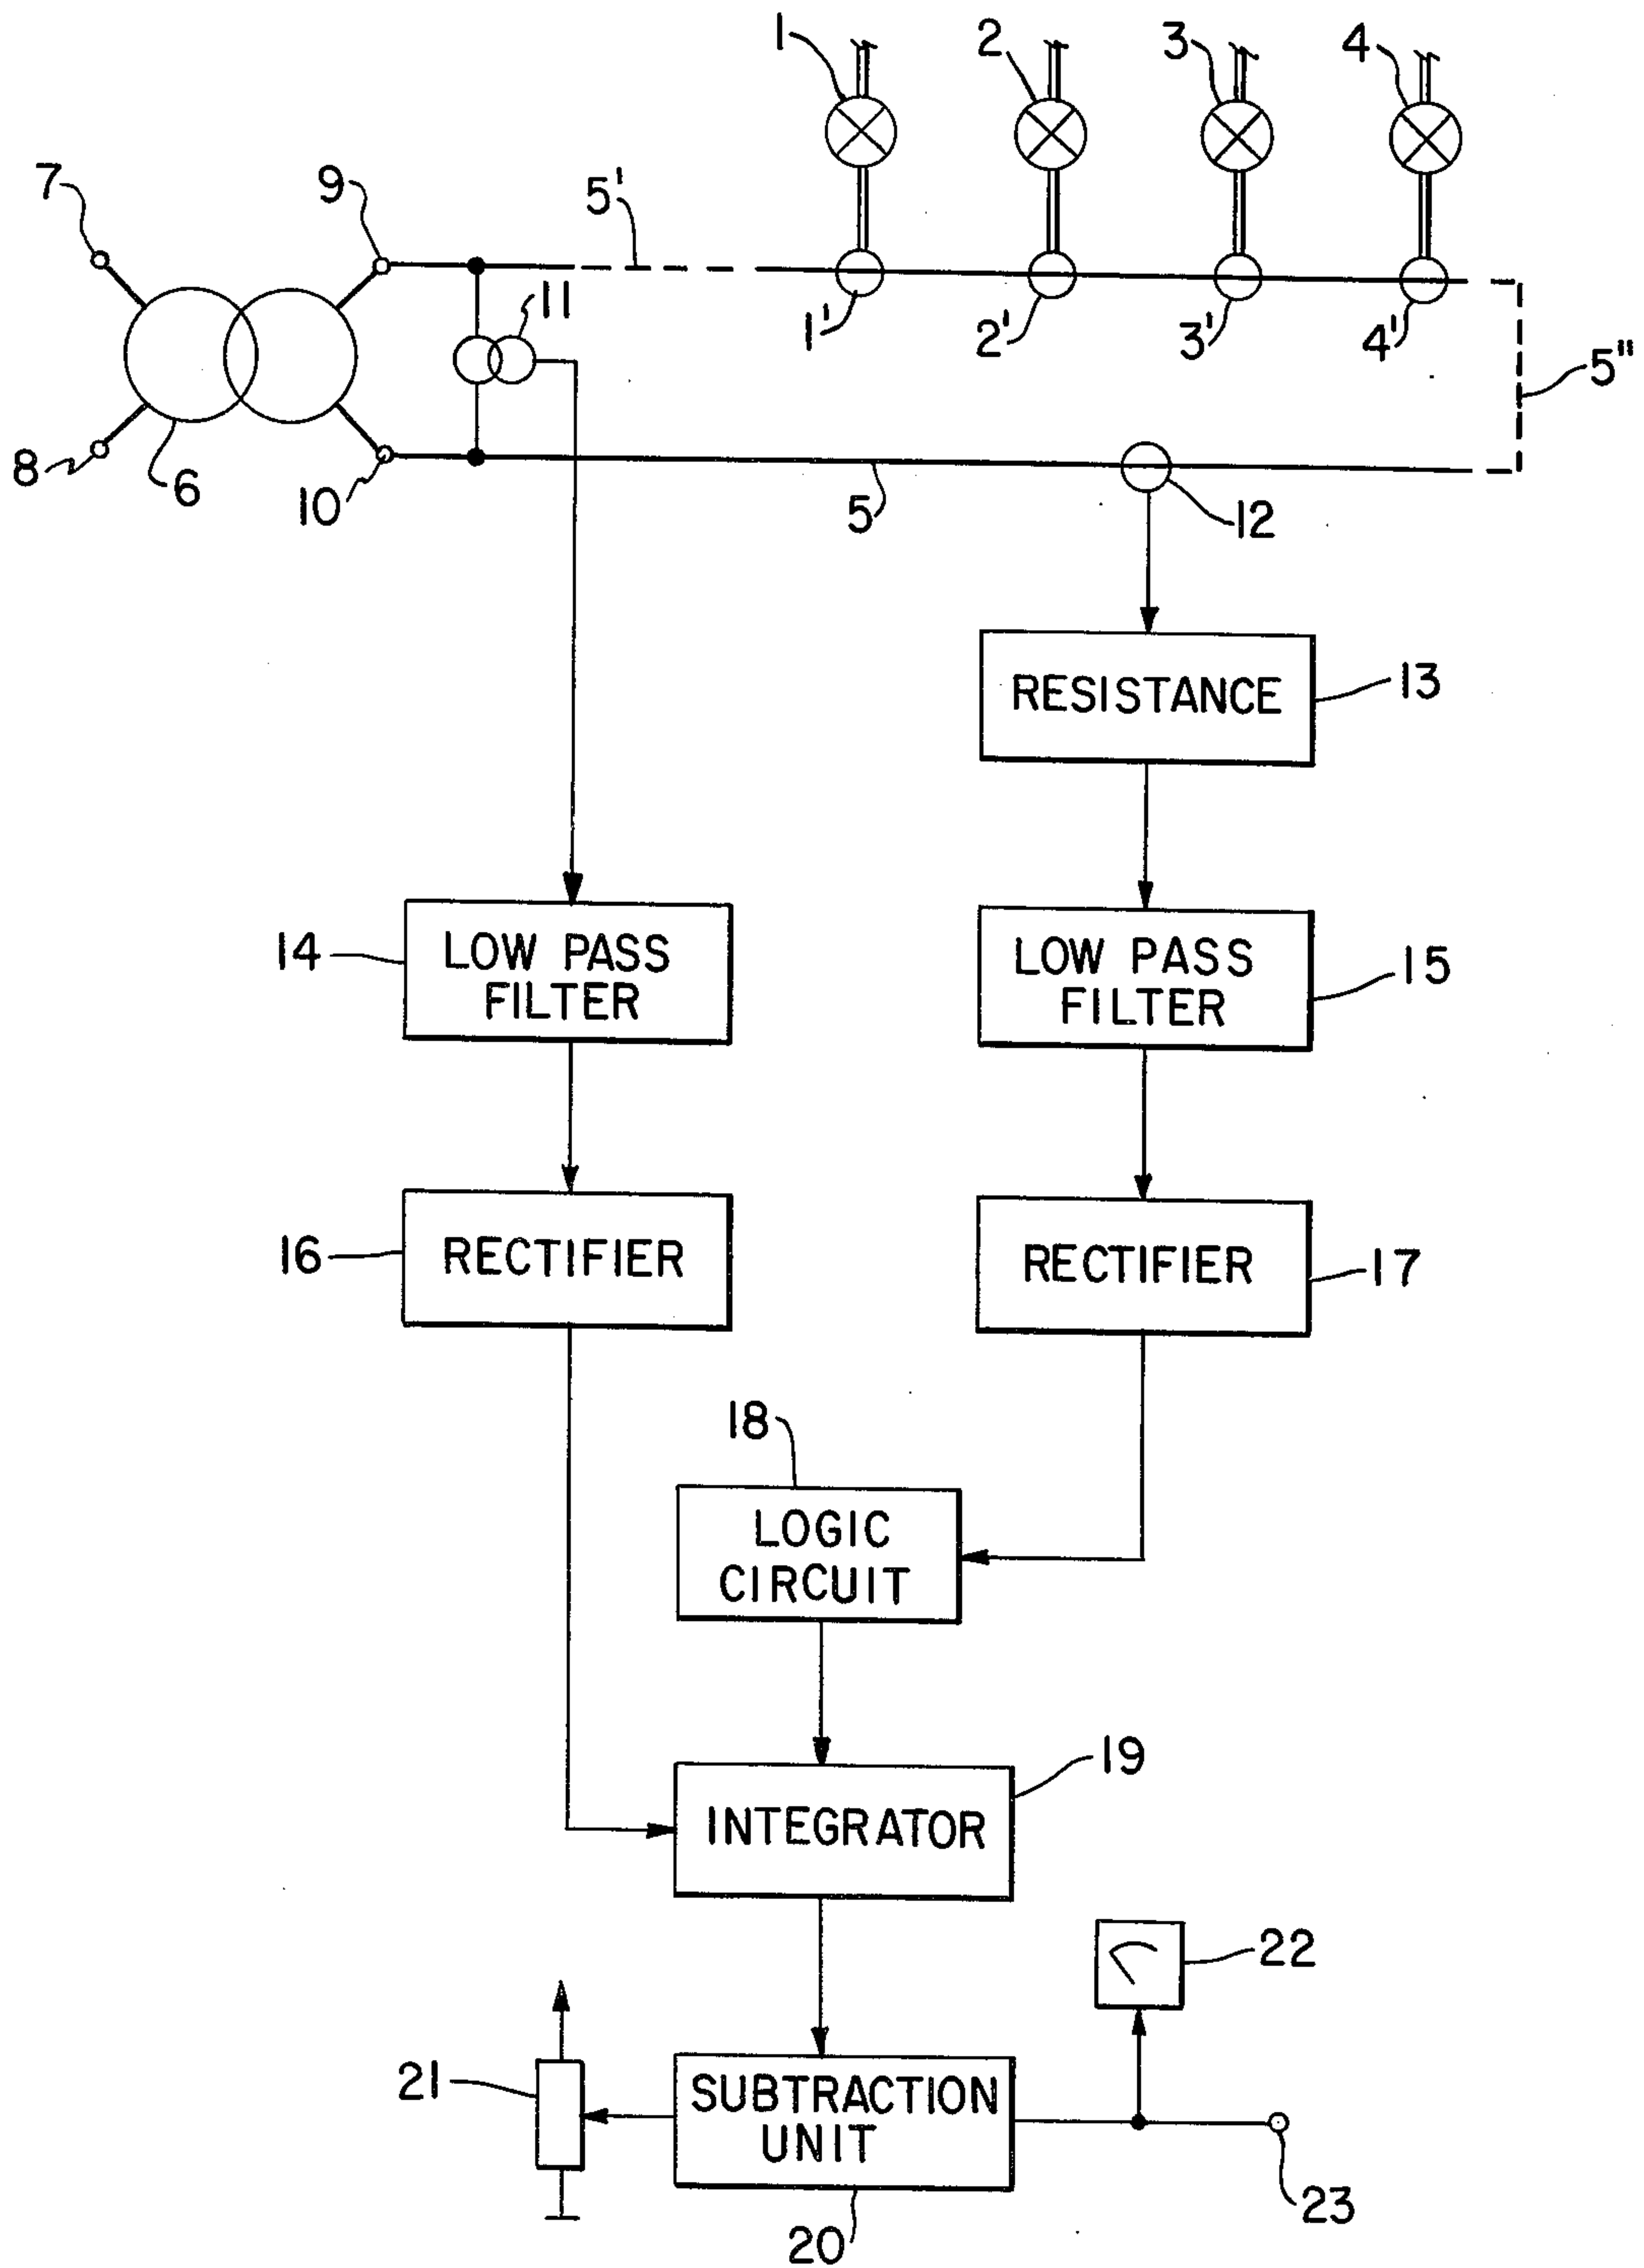 1
2
3
4
7
9
5'
11
1'
2'
3'
4'
5"
8
6
10
5
12
RESISTANCE
13
14
LOW PASS
FILTER
LOW PASS
FILTER
15
16
RECTIFIER
RECTIFIER
17
18
LOGIC
CIRCUIT
19
INTEGRATOR
22
21
SUBTRACTION
UNIT
23
20